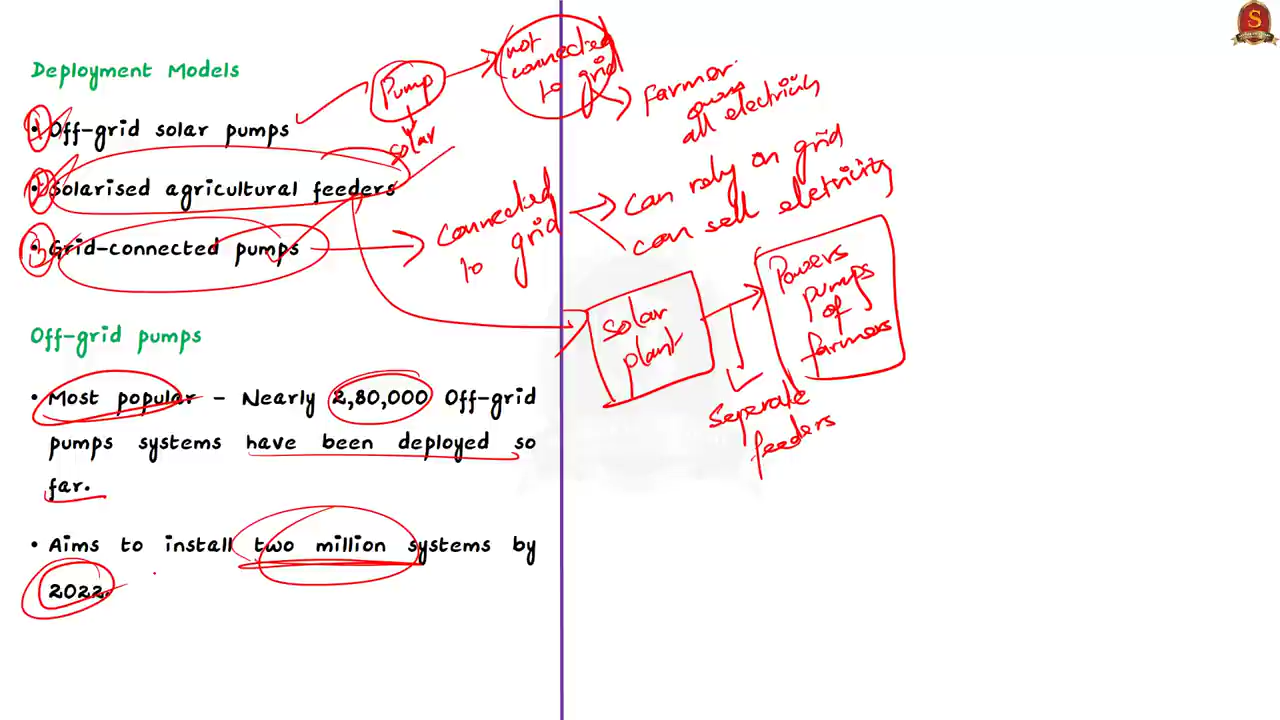 Deployment Models
• Off-grid solar pumps
• Solarised agricultural feeders
• Grid-connected pumps
Off-grid pumps
• Most popular – Nearly 2,80,000 Off-grid
pumps systems have been deployed so
far.
• Aims to install two million systems by
2022.
Pump
solar
not
connected
to grid
Farmer
owns
all electricity
connected
to grid
can rely on grid
can sell eletricity
solar
plant
Powers
pumps
of
farmers
Seperate
feeders
S